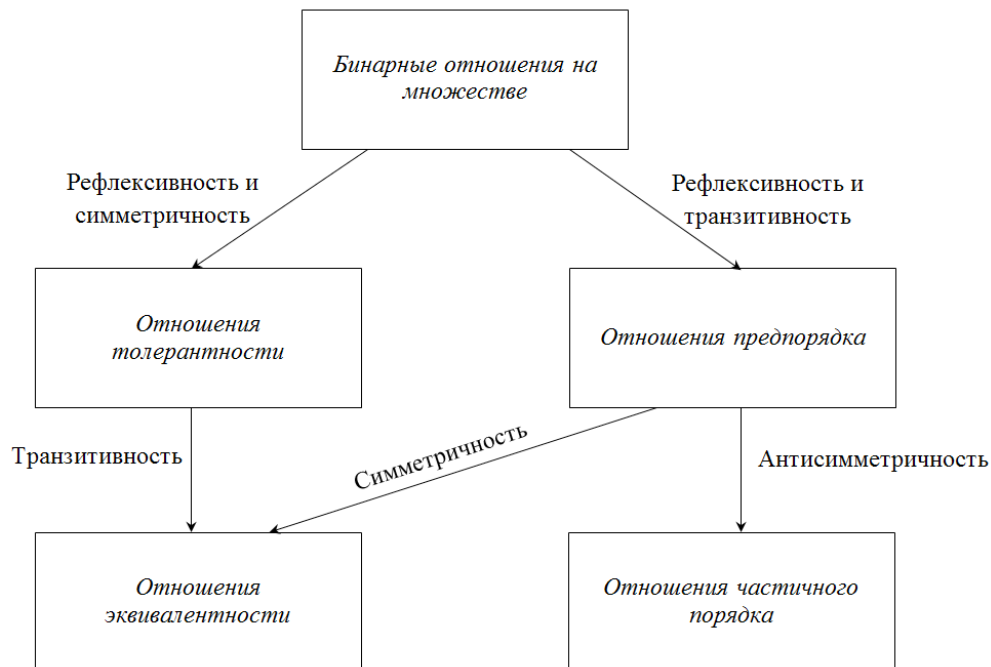 Бинарные отношения на
множестве
Рефлексивность и
симметричность
Рефлексивность и
транзитивность
Отношения
толерантности
Отношения предпорядка
Транзитивность
Симметричность
Антисимметричность
Отношения
эквивалентности
Отношения частичного
порядка